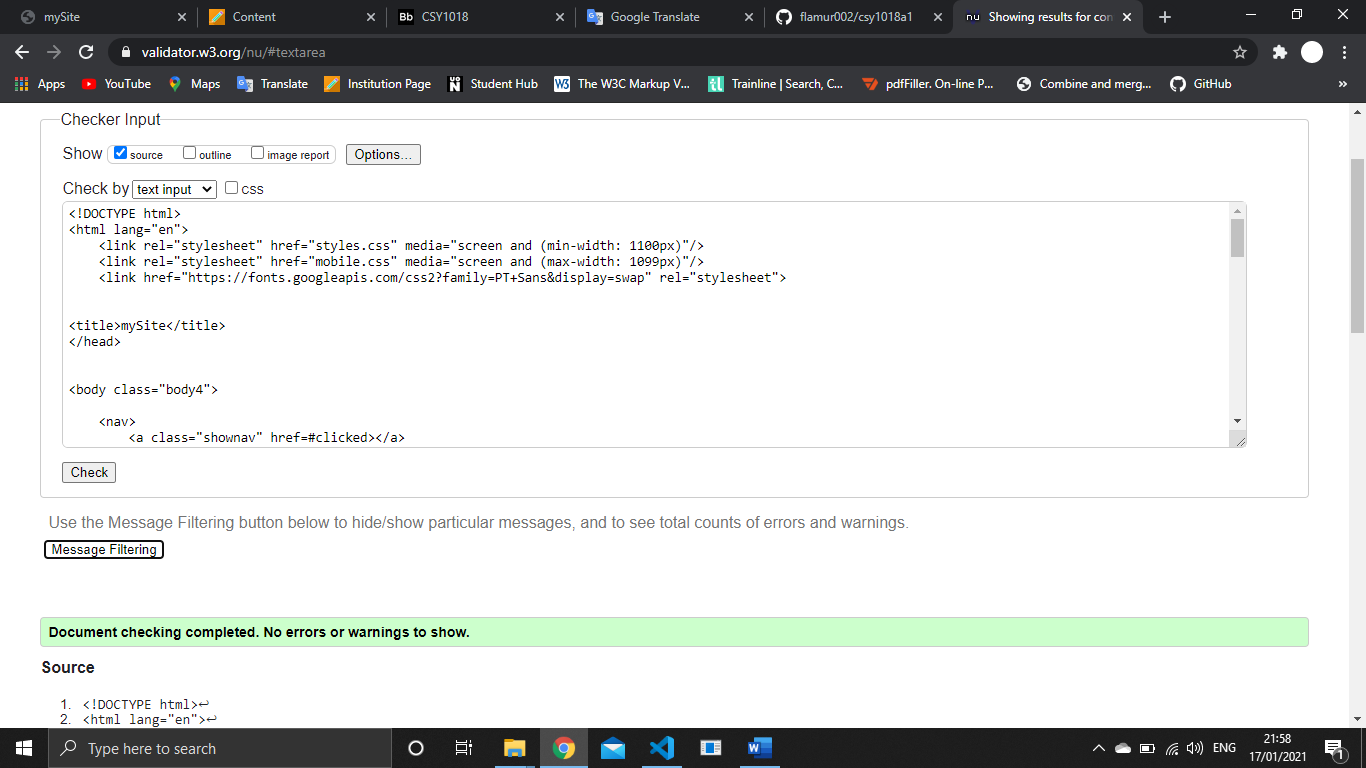 mySite
Content
Bb CSY1018
Google Translate
flamur002/csy1018a1
nu Showing results for con
validator.w3.org/nu/#textarea
Apps
YouTube
Maps
Translate
Institution Page
Student Hub
W3 The W3C Markup V...
Trainline | Search, C...
pdfFiller. On-line P...
Combine and merg...
GitHub
»
Checker Input
Show source outline image report Options...
Check by text input css
<!DOCTYPE html>
<html lang="en">
<link rel="stylesheet" href="styles.css" media="screen and (min-width: 1100px)"/>
<link rel="stylesheet" href="mobile.css" media="screen and (max-width: 1099px)"/>
<link href="https://fonts.googleapis.com/css2?family=PT+Sans&display=swap" rel="stylesheet">
<title>mySite</title>
</head>
<body class="body4">
<nav>
<a class="shownav" href=#clicked></a>
Check
Use the Message Filtering button below to hide/show particular messages, and to see total counts of errors and warnings.
Message Filtering
Document checking completed. No errors or warnings to show.
Source
1. <!DOCTYPE html>↩
2. <html lang="en">↩
Type here to search
ENG
21:58
17/01/2021
1